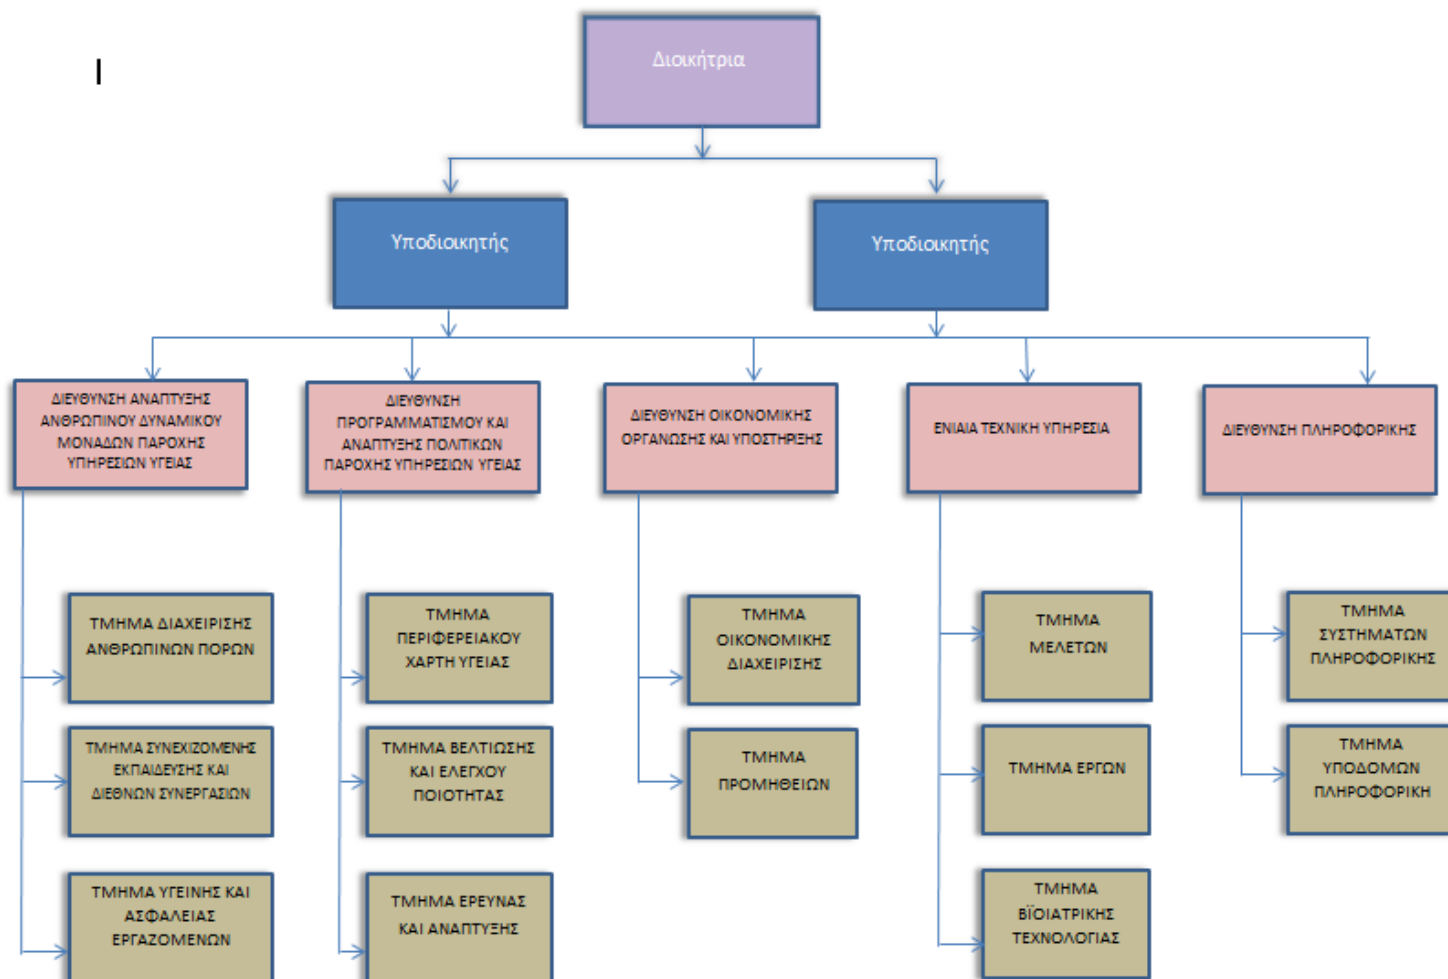 Διοικήτρια
Υποδιοικητής
Υποδιοικητής
ΔΙΕΥΘΥΝΣΗ ΑΝΑΠΤΥΞΗΣ
ΑΝΘΡΩΠΙΝΟΥ ΔΥΝΑΜΙΚΟΥ
ΜΟΝΑΔΩΝ ΠΑΡΟΧΗΣ
ΥΠΗΡΕΣΙΩΝ ΥΓΕΙΑΣ
ΔΙΕΥΘΥΝΣΗ
ΠΡΟΓΡΑΜΜΑΤΙΣΜΟΥ ΚΑΙ
ΑΝΑΠΤΥΞΗΣ ΠΟΛΙΤΙΚΩΝ
ΠΑΡΟΧΗΣ ΥΠΗΡΕΣΙΩΝ ΥΓΕΙΑΣ
ΔΙΕΥΘΥΝΣΗ ΟΙΚΟΝΟΜΙΚΗΣ
ΟΡΓΑΝΩΣΗΣ ΚΑΙ ΥΠΟΣΤΗΡΙΞΗΣ
ΕΝΙΑΙΑ ΤΕΧΝΙΚΗ ΥΠΗΡΕΣΙΑ
ΔΙΕΥΘΥΝΣΗ ΠΛΗΡΟΦΟΡΙΚΗΣ
ΤΜΗΜΑ ΔΙΑΧΕΙΡΙΣΗΣ
ΑΝΘΡΩΠΙΝΩΝ ΠΟΡΩΝ
ΤΜΗΜΑ
ΠΕΡΙΦΕΡΕΙΑΚΟΥ
ΧΑΡΤΗ ΥΓΕΙΑΣ
ΤΜΗΜΑ
ΟΙΚΟΝΟΜΙΚΗΣ
ΔΙΑΧΕΙΡΙΣΗΣ
ΤΜΗΜΑ
ΜΕΛΕΤΩΝ
ΤΜΗΜΑ
ΣΥΣΤΗΜΑΤΩΝ
ΠΛΗΡΟΦΟΡΙΚΗΣ
ΤΜΗΜΑ ΣΥΝΕΧΙΖΟΜΕΝΗΣ
ΕΚΠΑΙΔΕΥΣΗΣ ΚΑΙ
ΔΙΕΘΝΩΝ ΣΥΝΕΡΓΑΣΙΩΝ
ΤΜΗΜΑ ΒΕΛΤΙΩΣΗΣ
ΚΑΙ ΕΛΕΓΧΟΥ
ΠΟΙΟΤΗΤΑΣ
ΤΜΗΜΑ
ΠΡΟΜΗΘΕΙΩΝ
ΤΜΗΜΑ ΕΡΓΩΝ
ΤΜΗΜΑ
ΥΠΟΔΟΜΩΝ
ΠΛΗΡΟΦΟΡΙΚΗ
ΤΜΗΜΑ ΥΓΕΙΝΗΣ ΚΑΙ
ΑΣΦΑΛΕΙΑΣ
ΕΡΓΑΖΟΜΕΝΩΝ
ΤΜΗΜΑ ΕΡΕΥΝΑΣ
ΚΑΙ ΑΝΑΠΤΥΞΗΣ
ΤΜΗΜΑ
ΒΪΟΙΑΤΡΙΚΗΣ
ΤΕΧΝΟΛΟΓΙΑΣ